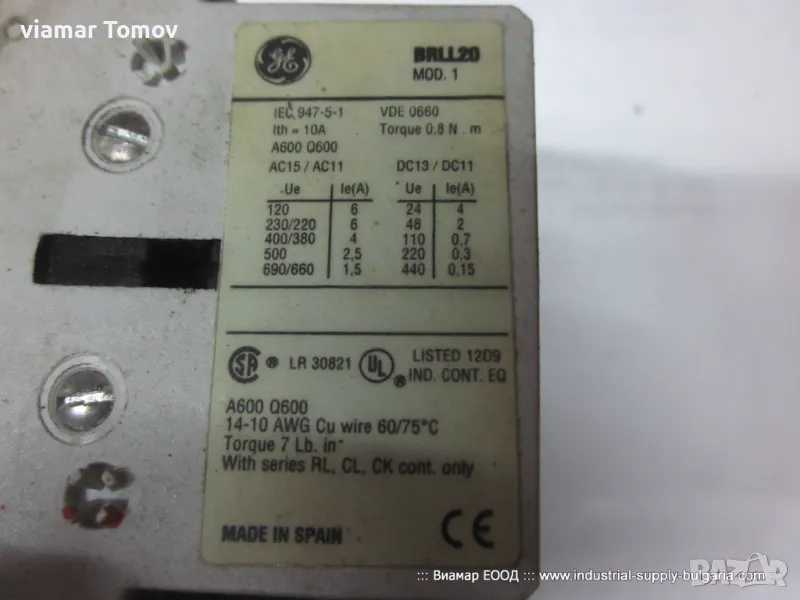 viamar Tomov
GE
BRLL20
MOD. 1
IEC 947-5-1 VDE 0660
Ith = 10A Torque 0,8 N . m
A600 Q600
AC15 / AC11 DC13 / DC11
Ue Ie(A) Ue Ie(A)
120 6 24 4
230/220 6 48 2
400/380 4 110 0,7
500 2,5 220 0,3
690/660 1,5 440 0,15
SA ® LR 30821 UL ® LISTED 12D9
IND. CONT. EQ
A600 Q600
14-10 AWG Cu wire 60/75°C
Torque 7 Lb. in
With series RL, CL, CK cont. only
MADE IN SPAIN CE
::: Виамар ЕООД ::: www.industrial-supply-bulgaria.com :::
BAZAR